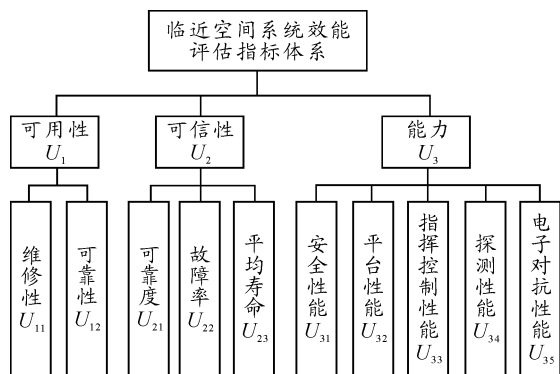 临近空间系统效能
评估指标体系
可用性
U₁
可信性
U₂
能力
U₃
维修性
U₁₁
可靠性
U₁₂
可靠度
U₂₁
故障率
U₂₂
平均寿命
U₂₃
安全性能
U₃₁
平台性能
U₃₂
指挥控制性能
U₃₃
探测性能
U₃₄
电子对抗性能
U₃₅